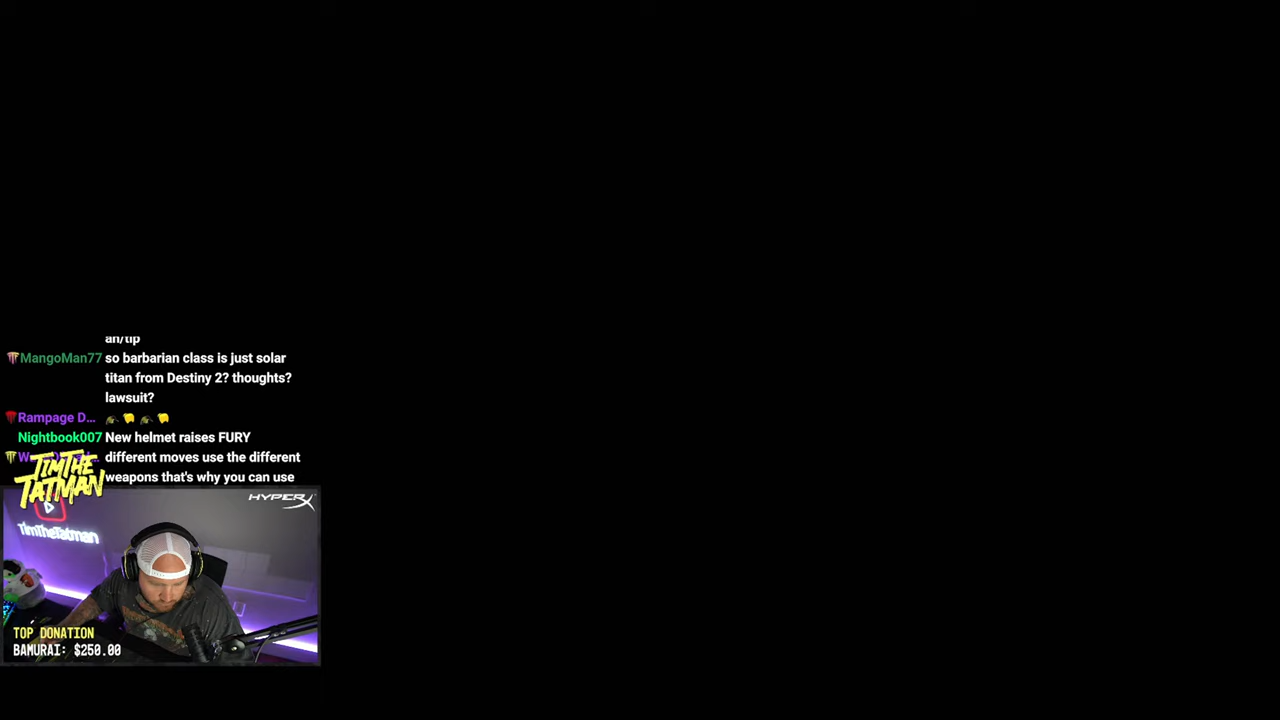 an/tip
MangoMan77 so barbarian class is just solar
titan from Destiny 2? thoughts?
lawsuit?
Rampage D...
Nightbook007 New helmet raises FURY
different moves use the different
weapons that's why you can use
TIMTHE
TATMAN
HYPERX
TimTheTatman
TOP DONATION
BAMURAI: $250.00